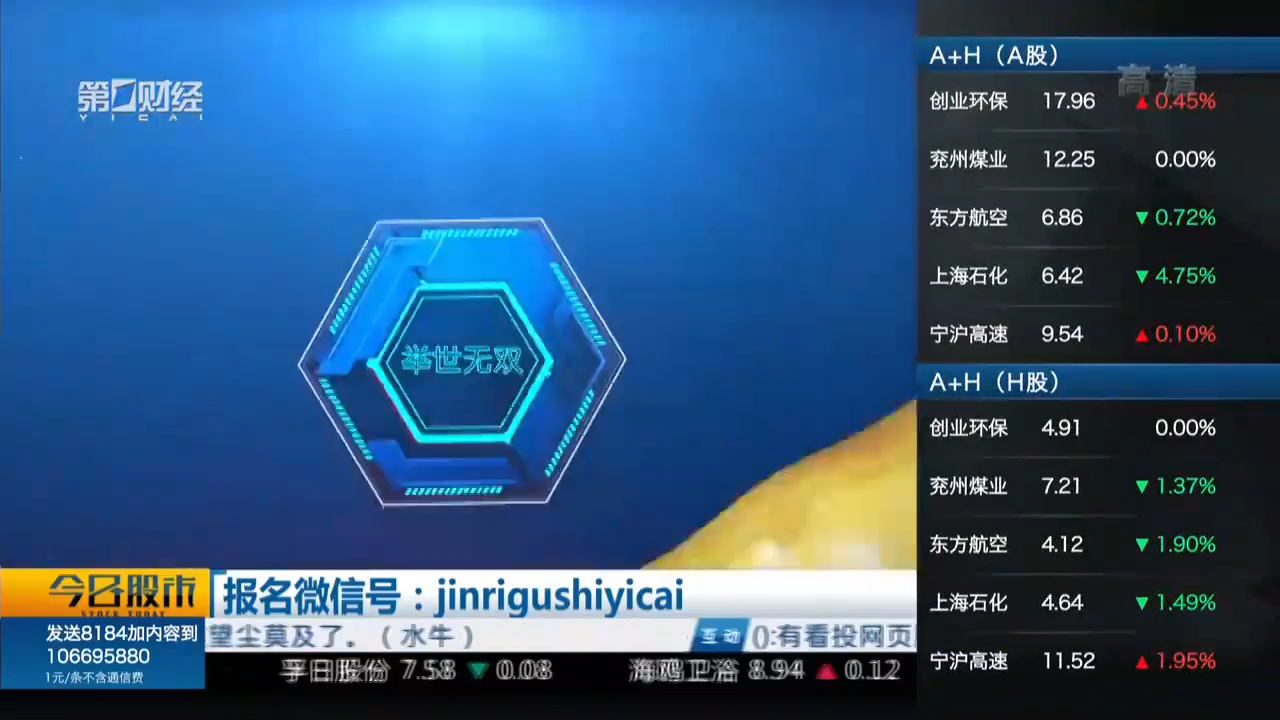 第一财经
YICAI
高清
A+H（A股）
创业环保 17.96 ▲ 0.45%
兖州煤业 12.25 0.00%
东方航空 6.86 ▼ 0.72%
上海石化 6.42 ▼ 4.75%
宁沪高速 9.54 ▲ 0.10%
A+H（H股）
创业环保 4.91 0.00%
兖州煤业 7.21 ▼ 1.37%
东方航空 4.12 ▼ 1.90%
上海石化 4.64 ▼ 1.49%
宁沪高速 11.52 ▲ 1.95%
举世无双
今日股市
STOCK TODAY
报名微信号：jinrigushiyicai
发送8184加内容到
106695880
1元/条不含通信费
望尘莫及了。（水牛）
互动
():有看投网页
孚日股份 7.58 ▼ 0.08 海鸥卫浴 8.94 ▲ 0.12